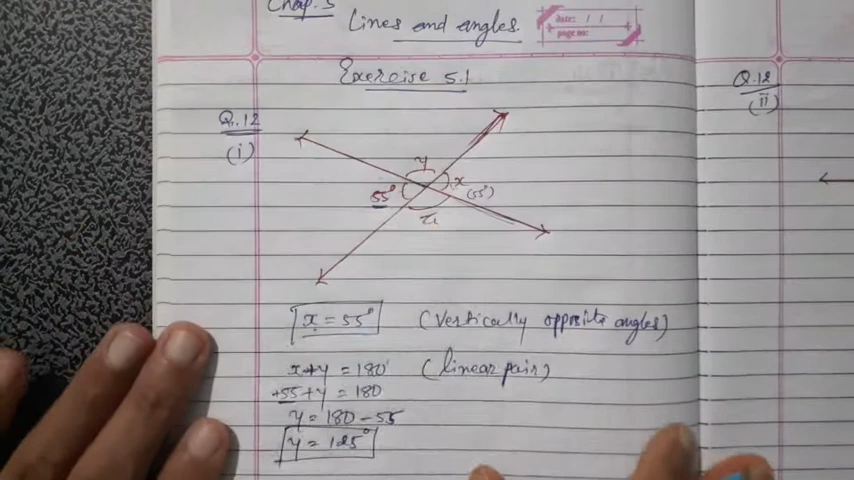 Chap. 5
Lines and angles.
date: / /
page no:
Exercise 5.1
Q.12
(i)
y
x
55°
(55°)
z
x = 55° (Vertically opposite angles)
x+y = 180° (linear pair)
+55+y = 180
y = 180 - 55
y = 125°
Q.12
(ii)